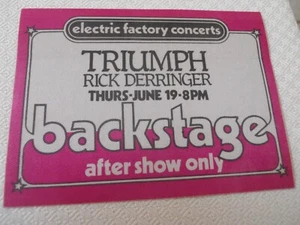 electric factory concerts
TRIUMPH
RICK DERRINGER
THURS-JUNE 19-8PM
backstage
after show only